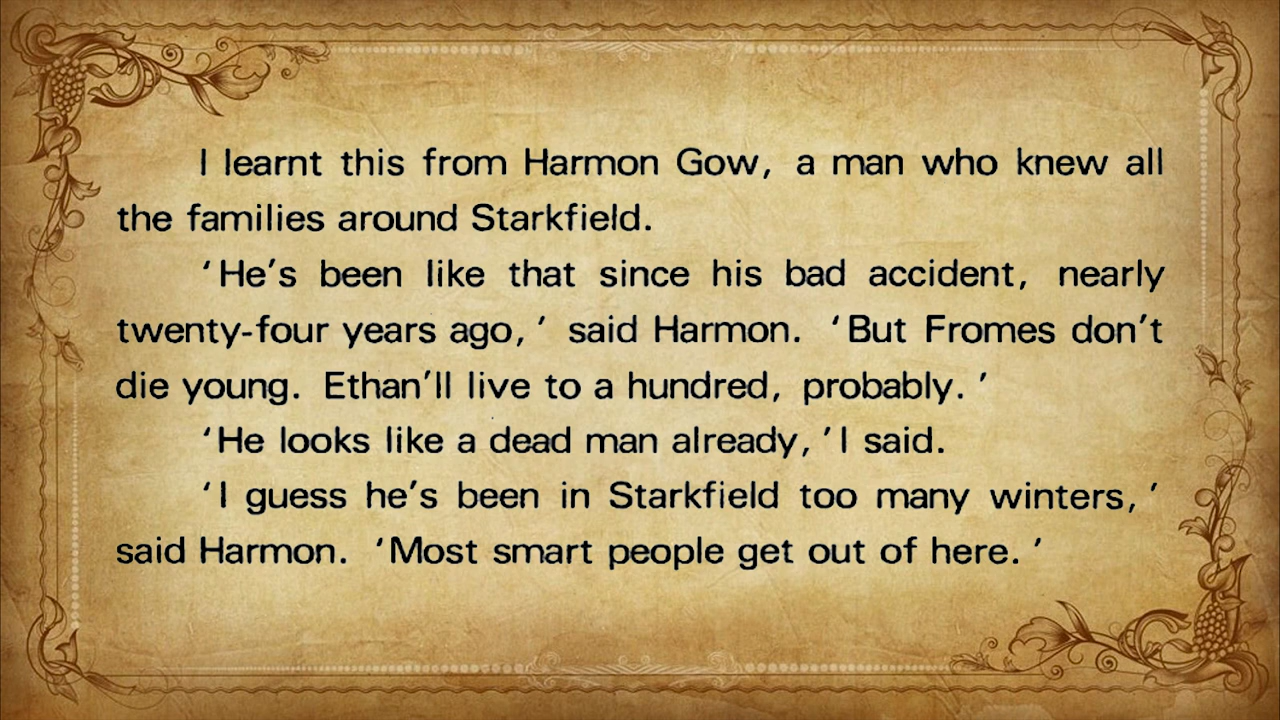 I learnt this from Harmon Gow, a man who knew all
the families around Starkfield.
‘He’s been like that since his bad accident, nearly
twenty-four years ago,’ said Harmon. ‘But Fromes don’t
die young. Ethan’ll live to a hundred, probably.’
‘He looks like a dead man already,’ I said.
‘I guess he’s been in Starkfield too many winters,’
said Harmon. ‘Most smart people get out of here.’